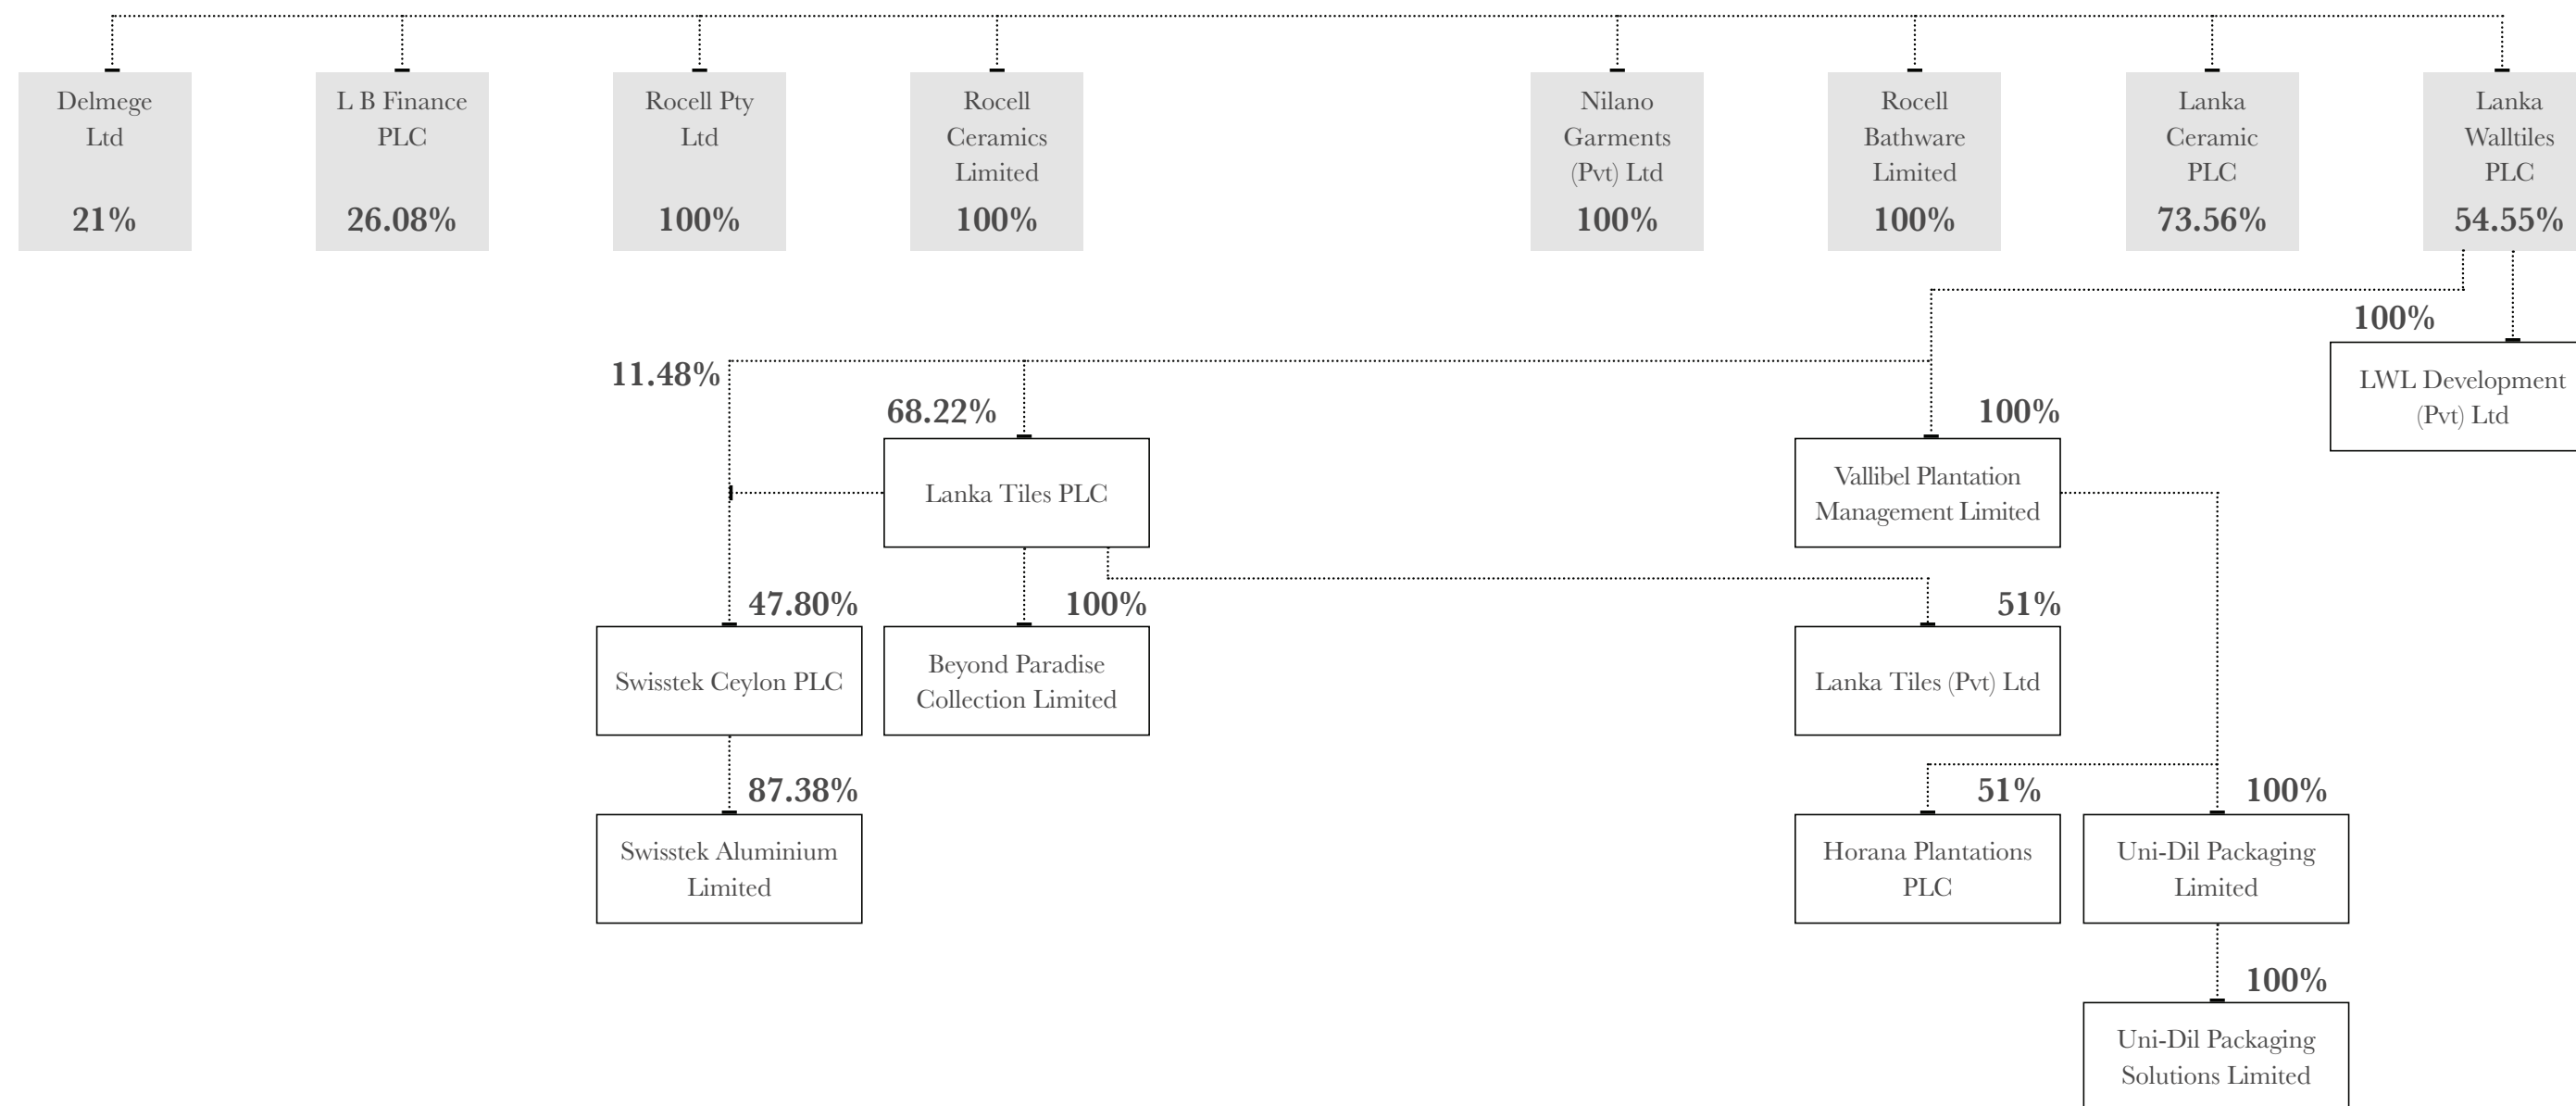 Delmege
Ltd
21%
L B Finance
PLC
26.08%
Rocell Pty
Ltd
100%
Rocell
Ceramics
Limited
100%
Nilano
Garments
(Pvt) Ltd
100%
Rocell
Bathware
Limited
100%
Lanka
Ceramic
PLC
73.56%
Lanka
Walltiles
PLC
54.55%
100%
LWL Development
(Pvt) Ltd
11.48%
68.22%
Lanka Tiles PLC
100%
Vallibel Plantation
Management Limited
47.80%
Swisstek Ceylon PLC
100%
Beyond Paradise
Collection Limited
51%
Lanka Tiles (Pvt) Ltd
87.38%
Swisstek Aluminium
Limited
51%
Horana Plantations
PLC
100%
Uni-Dil Packaging
Limited
100%
Uni-Dil Packaging
Solutions Limited